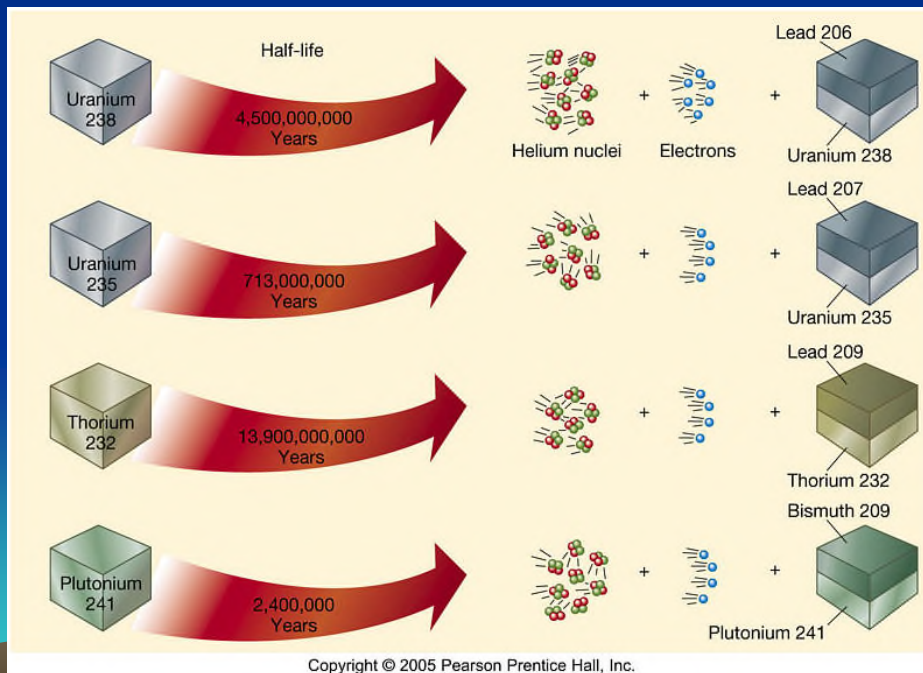 Half-life
Lead 206
Uranium
238
4,500,000,000
Years
+
+
Helium nuclei
Electrons
Uranium 238
Lead 207
Uranium
235
713,000,000
Years
+
+
Uranium 235
Lead 209
Thorium
232
13,900,000,000
Years
+
+
Thorium 232
Bismuth 209
Plutonium
241
2,400,000
Years
+
+
Plutonium 241
Copyright © 2005 Pearson Prentice Hall, Inc.